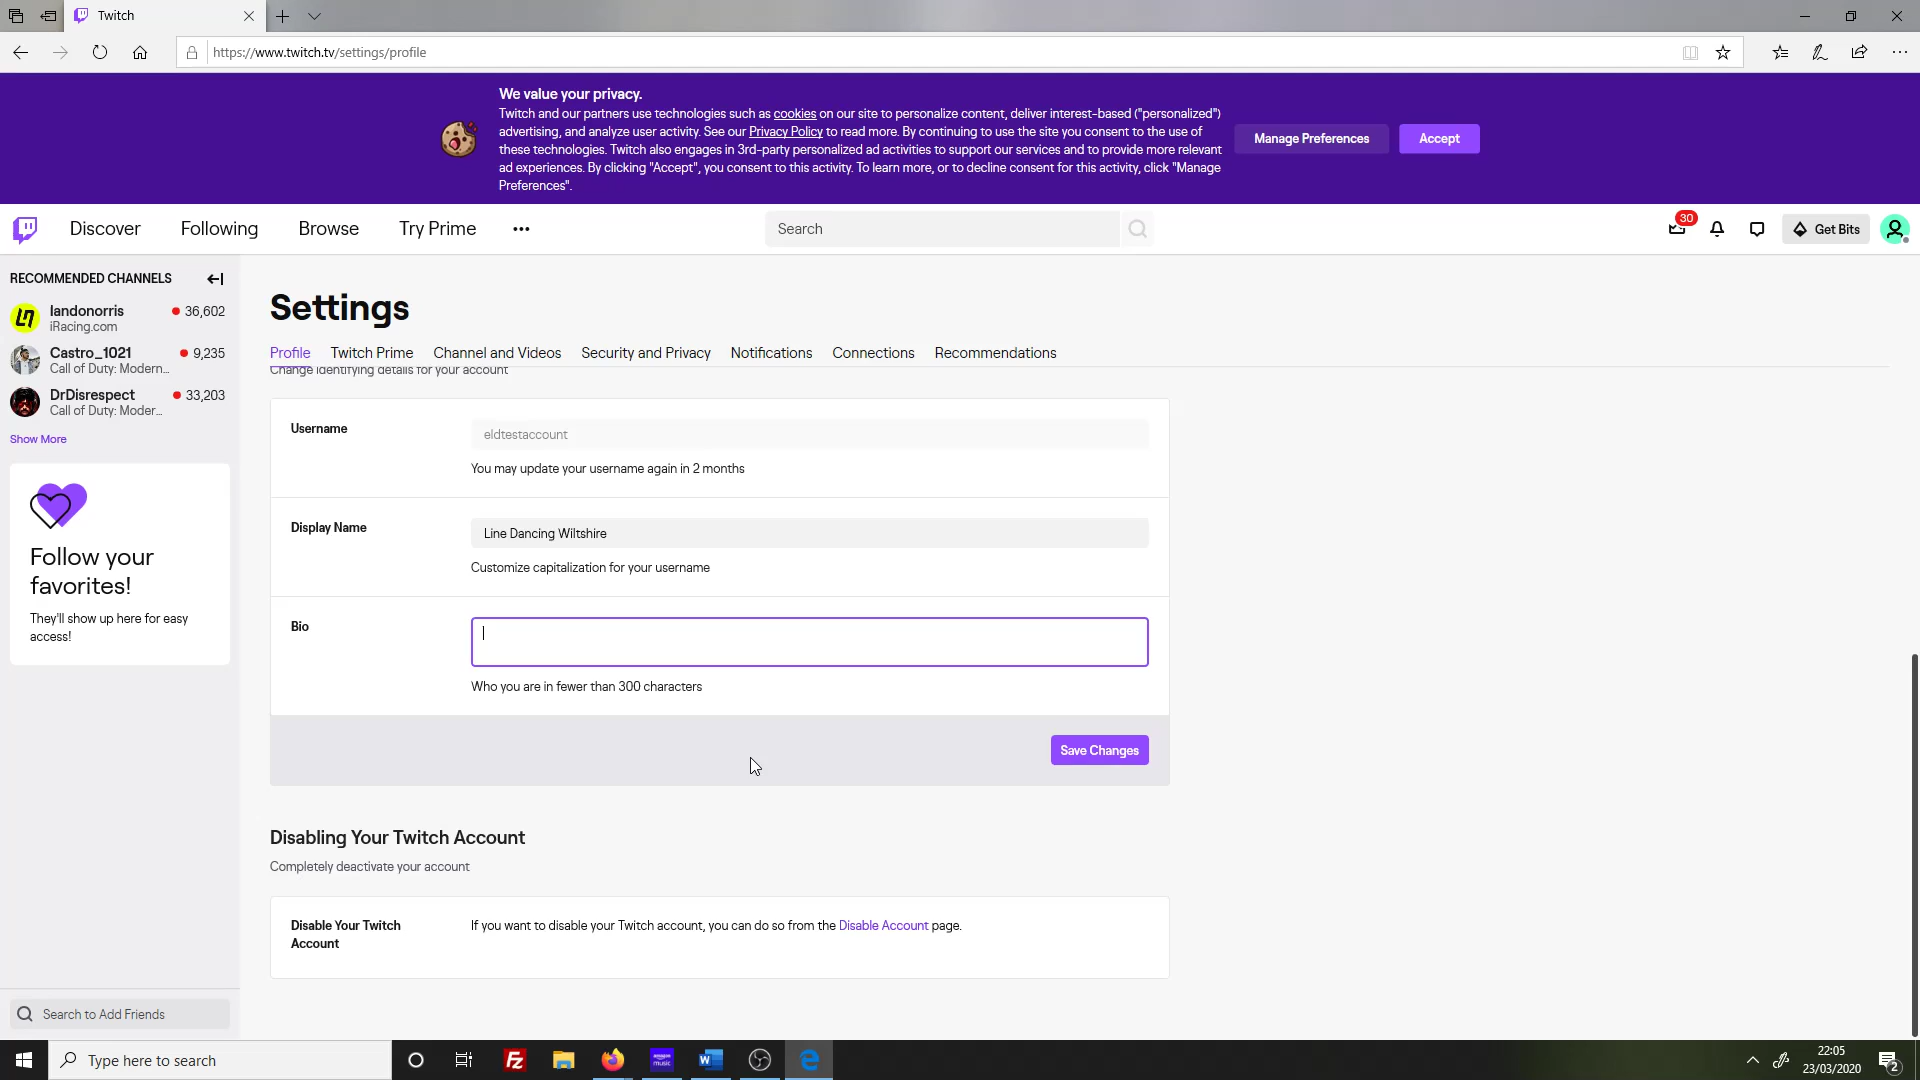 Twitch
https://www.twitch.tv/settings/profile
We value your privacy.
Twitch and our partners use technologies such as cookies on our site to personalize content, deliver interest-based ("personalized")
advertising, and analyze user activity. See our Privacy Policy to read more. By continuing to use the site you consent to the use of
these technologies. Twitch also engages in 3rd-party personalized ad activities to support our services and to provide more relevant
ad experiences. By clicking "Accept", you consent to this activity. To learn more, or to decline consent for this activity, click "Manage
Preferences".
Manage Preferences
Accept
Discover
Following
Browse
Try Prime
Search
30
Get Bits
RECOMMENDED CHANNELS
landonorris
36,602
iRacing.com
Castro_1021
9,235
Call of Duty: Modern...
DrDisrespect
33,203
Call of Duty: Moder...
Show More
Follow your
favorites!
They'll show up here for easy
access!
Search to Add Friends
Settings
Profile
Twitch Prime
Channel and Videos
Security and Privacy
Notifications
Connections
Recommendations
Change identifying details for your account
Username
eldtestaccount
You may update your username again in 2 months
Display Name
Line Dancing Wiltshire
Customize capitalization for your username
Bio
Who you are in fewer than 300 characters
Save Changes
Disabling Your Twitch Account
Completely deactivate your account
Disable Your Twitch
Account
If you want to disable your Twitch account, you can do so from the Disable Account page.
Type here to search
Fz
amazon
music
W
22:05
23/03/2020
2